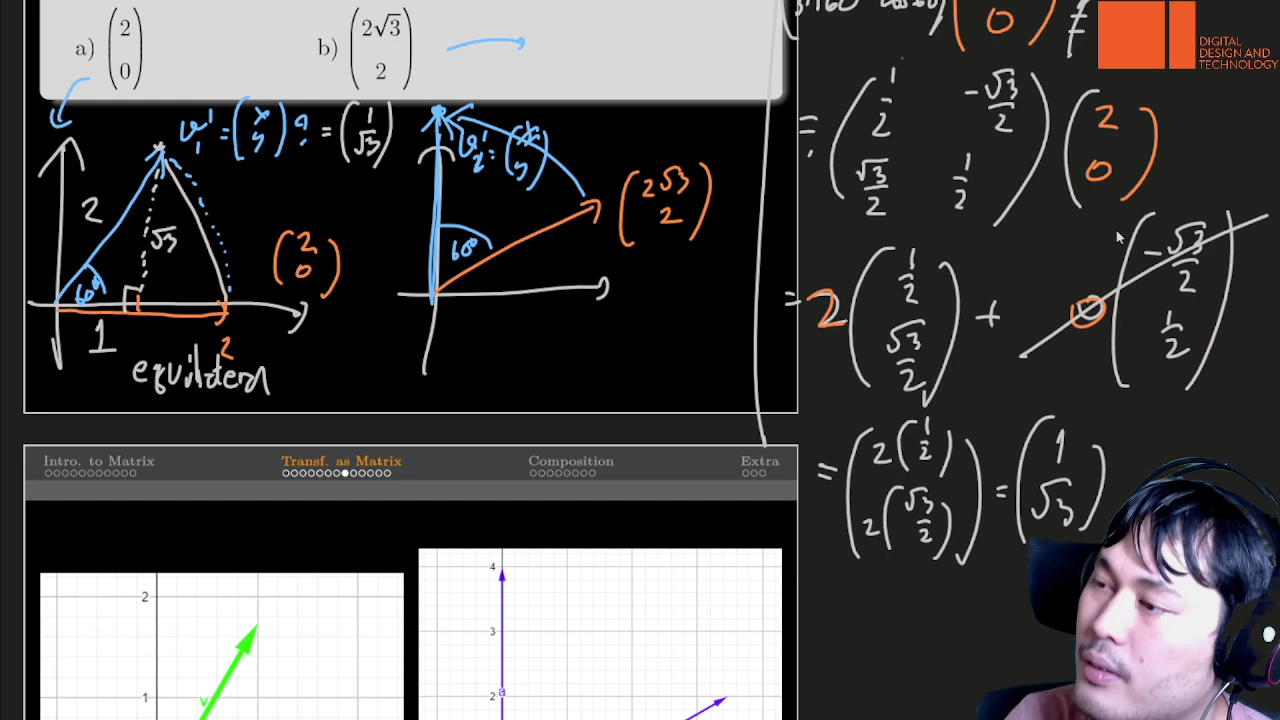 a) (2 0)
b) (2√3 2)
v₁' = (x y)? = (1 √3)
v₂' = (x y)
2
√3
60°
1
2
equilateral
(2 0)
60°
(2√3 2)
(0)
= (1/2 -√3/2 √3/2 1/2) (2 0)
= 2 (1/2 √3/2) + 0 (-√3/2 1/2)
= (2(1/2) 2(√3/2)) = (1 √3)
DIGITAL
DESIGN AND
TECHNOLOGY
Intro. to Matrix
Transf. as Matrix
Composition
Extra
2
1
v
4
3
2
a